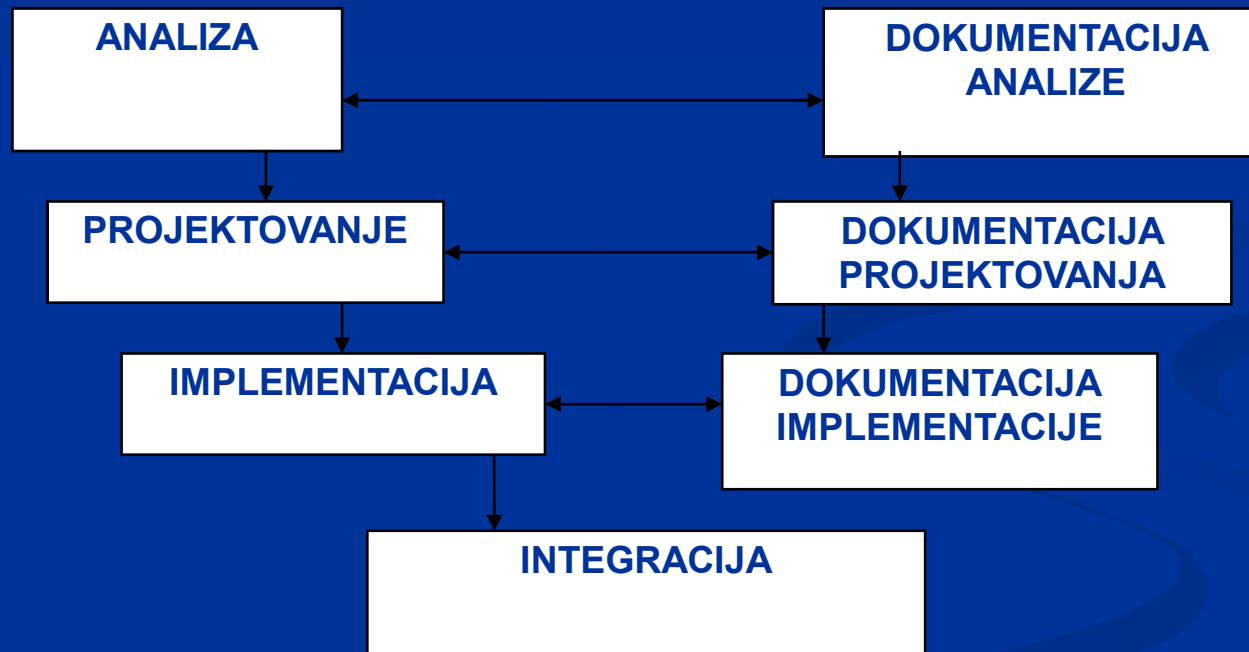 ANALIZA
DOKUMENTACIJA
ANALIZE
PROJEKTOVANJE
DOKUMENTACIJA
PROJEKTOVANJA
IMPLEMENTACIJA
DOKUMENTACIJA
IMPLEMENTACIJE
INTEGRACIJA